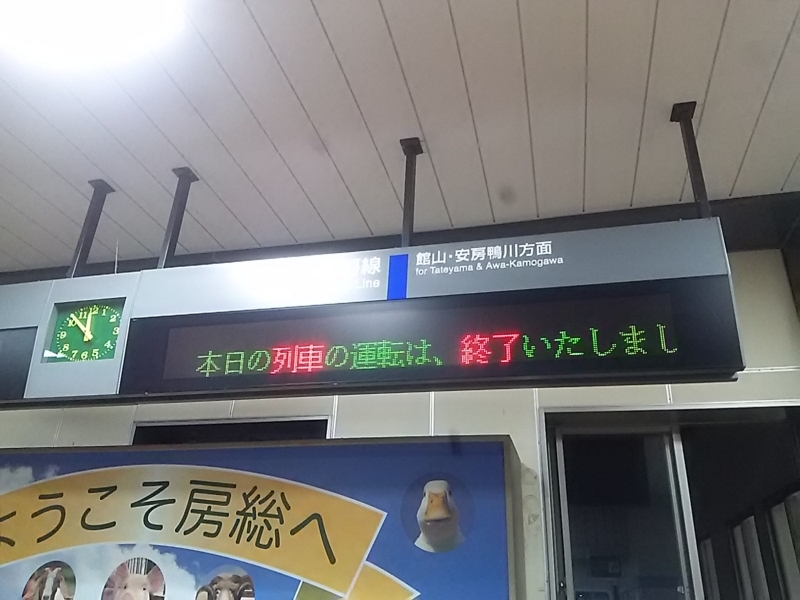 線
Line
館山・安房鴨川方面
for Tateyama & Awa-Kamogawa
本日の列車の運転は、終了いたしまし
ようこそ房総へ